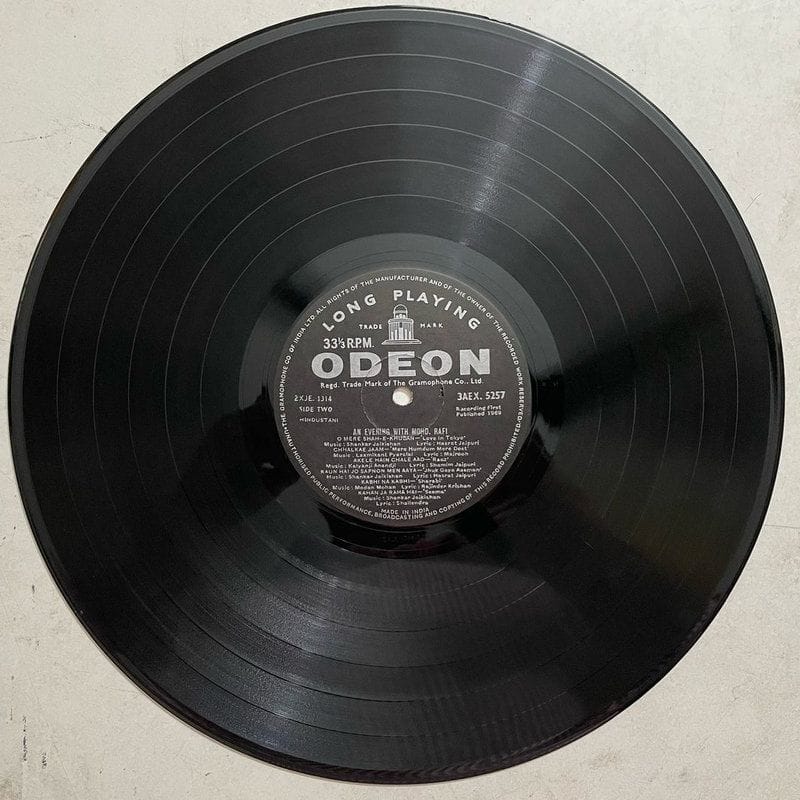 THE GRAMOPHONE CO OF INDIA LTD. ALL RIGHTS OF THE MANUFACTURER AND OF THE OWNER OF THE RECORDED WORK RESERVED/
UNAUTHORISED PUBLIC PERFORMANCE, BROADCASTING AND COPYING OF THIS RECORD PROHIBITED/
LONG PLAYING
TRADE MARK
33⅓ R.P.M.
ODEON
Regd. Trade Mark of The Gramophone Co., Ltd.
2XJE. 1314 3AEX. 5257
SIDE TWO Recording First
HINDUSTANI Published 1969
AN EVENING WITH MOHD. RAFI
O MERE SHAH-E-KHUBAN—'Love in Tokyo'
Music : Shankar Jaikishan Lyric : Hasrat Jaipuri
CHHALKAE JAAM—'Mere Humdum Mere Dost'
Music : Laxmikant Pyarelal Lyric : Majrooh
AKELE HAIN CHALE AAO—'Raaz'
Music : Kalyanji Anandji Lyric : Shamim Jaipuri
KAUN HAI JO SAPNON MEN AAYA—'Jhuk Gaya Aasman'
Music : Shankar Jaikishan Lyric : Hasrat Jaipuri
KABHI NA KABHI—'Sharabi'
Music : Madan Mohan Lyric : Rajinder Krishan
KAHAN JA RAHA HAI—'Seema'
Music : Shankar Jaikishan
Lyric : Shailendra
MADE IN INDIA